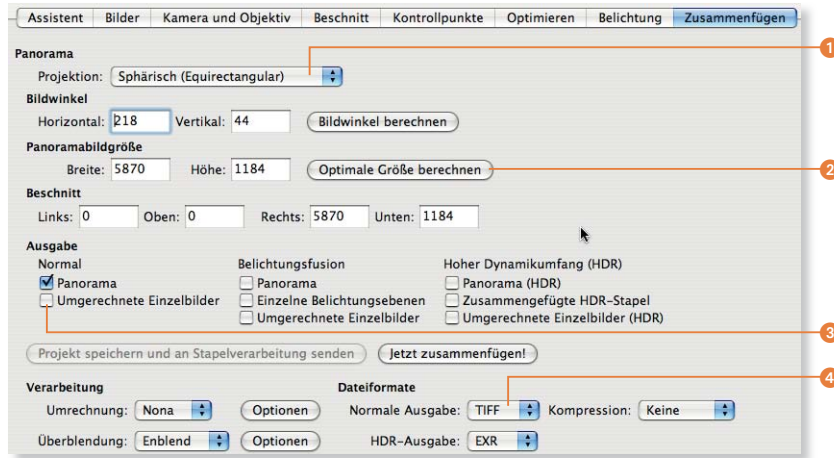 Assistent Bilder Kamera und Objektiv Beschnitt Kontrollpunkte Optimieren Belichtung Zusammenfügen
Panorama
Projektion: Sphärisch (Equirectangular)
1
Bildwinkel
Horizontal: 218 Vertikal: 44 Bildwinkel berechnen
Panoramabildgröße
Breite: 5870 Höhe: 1184 Optimale Größe berechnen
2
Beschnitt
Links: 0 Oben: 0 Rechts: 5870 Unten: 1184
Ausgabe
Normal Belichtungsfusion Hoher Dynamikumfang (HDR)
Panorama Panorama Panorama (HDR)
Umgerechnete Einzelbilder Einzelne Belichtungsebenen Zusammengefügte HDR-Stapel
Umgerechnete Einzelbilder Umgerechnete Einzelbilder (HDR)
3
Projekt speichern und an Stapelverarbeitung senden Jetzt zusammenfügen!
4
Verarbeitung Dateiformate
Umrechnung: Nona Optionen Normale Ausgabe: TIFF Kompression: Keine
Überblendung: Enblend Optionen HDR-Ausgabe: EXR